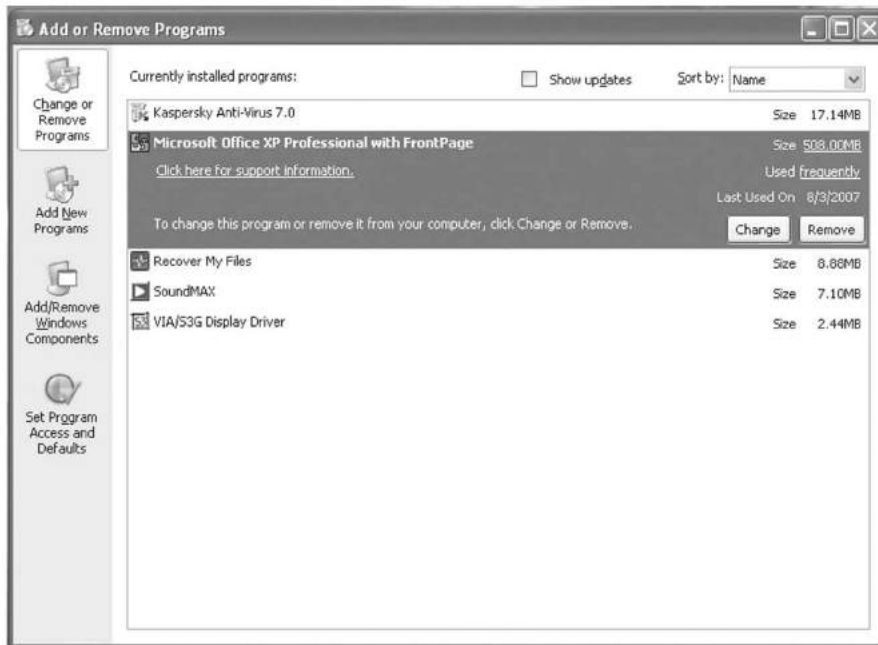 Add or Remove Programs
Change or
Remove
Programs
Add New
Programs
Add/Remove
Windows
Components
Set Program
Access and
Defaults
Currently installed programs:
Show updates
Sort by: Name
Kaspersky Anti-Virus 7.0 Size 17.14MB
Microsoft Office XP Professional with FrontPage Size 508.00MB
Click here for support information. Used frequently
Last Used On 8/3/2007
To change this program or remove it from your computer, click Change or Remove. Change Remove
Recover My Files Size 8.88MB
SoundMAX Size 7.10MB
VIA/S3G Display Driver Size 2.44MB